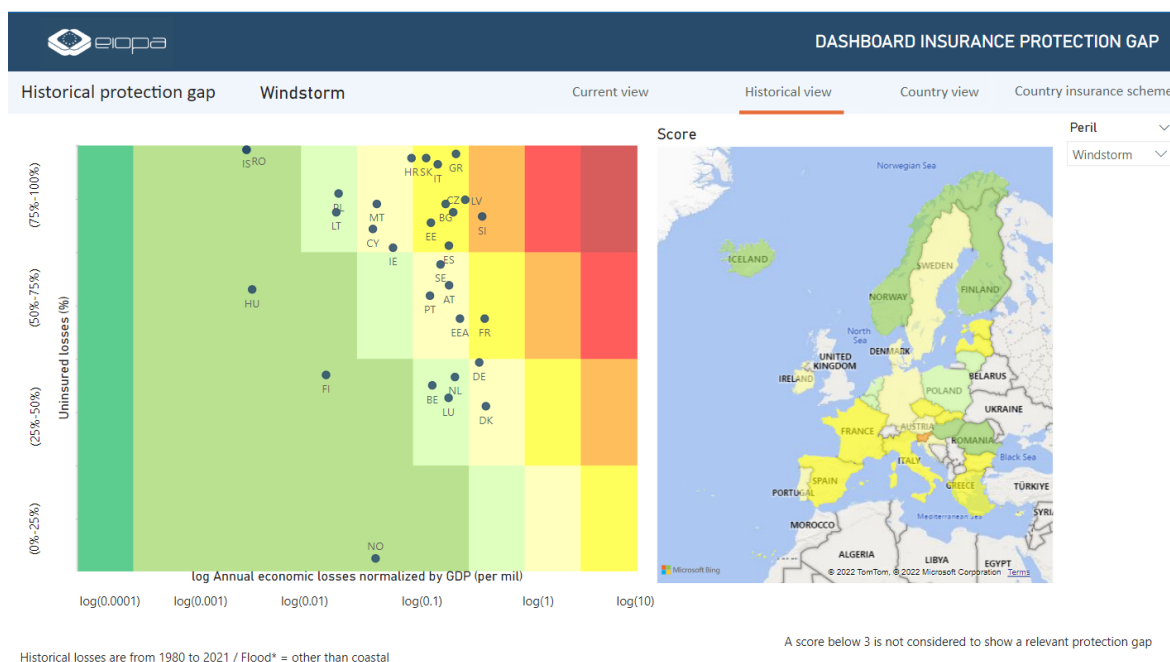 eiopa
DASHBOARD INSURANCE PROTECTION GAP
Historical protection gap
Windstorm
Current view
Historical view
Country view
Country insurance scheme
Peril
Windstorm
Score
Uninsured losses (%)
(75%-100%)
(50%-75%)
(25%-50%)
(0%-25%)
IS RO
HR SK IT GR
PL
LT
MT
CY
IE
CZ LV
BG
EE
SI
ES
SE
HU
AT
PT
EEA FR
DE
FI
NL
BE
LU
DK
NO
log Annual economic losses normalized by GDP (per mil)
log(0.0001) log(0.001) log(0.01) log(0.1) log(1) log(10)
Norwegian Sea
ICELAND
SWEDEN
FINLAND
NORWAY
North
Sea
UNITED
KINGDOM
DENMARK
IRELAND
BELARUS
POLAND
UKRAINE
FRANCE
AUSTRIA
ROMANIA
ITALY
Black Sea
SPAIN
PORTUGAL
GREECE
TÜRKIYE
Mediterranean Sea
SYRI
MOROCCO
ALGERIA
LIBYA
EGYPT
Microsoft Bing
© 2022 TomTom, © 2022 Microsoft Corporation Terms
A score below 3 is not considered to show a relevant protection gap
Historical losses are from 1980 to 2021 / Flood* = other than coastal